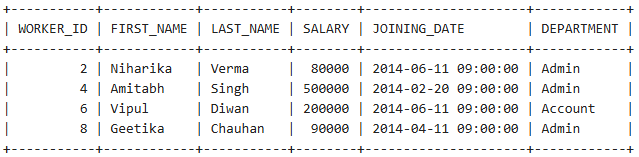 +-----------+------------+-----------+--------+---------------------+------------+
| WORKER_ID | FIRST_NAME | LAST_NAME | SALARY | JOINING_DATE        | DEPARTMENT |
+-----------+------------+-----------+--------+---------------------+------------+
|         2 | Niharika   | Verma     |  80000 | 2014-06-11 09:00:00 | Admin      |
|         4 | Amitabh    | Singh     | 500000 | 2014-02-20 09:00:00 | Admin      |
|         6 | Vipul      | Diwan     | 200000 | 2014-06-11 09:00:00 | Account    |
|         8 | Geetika    | Chauhan   |  90000 | 2014-04-11 09:00:00 | Admin      |
+-----------+------------+-----------+--------+---------------------+------------+